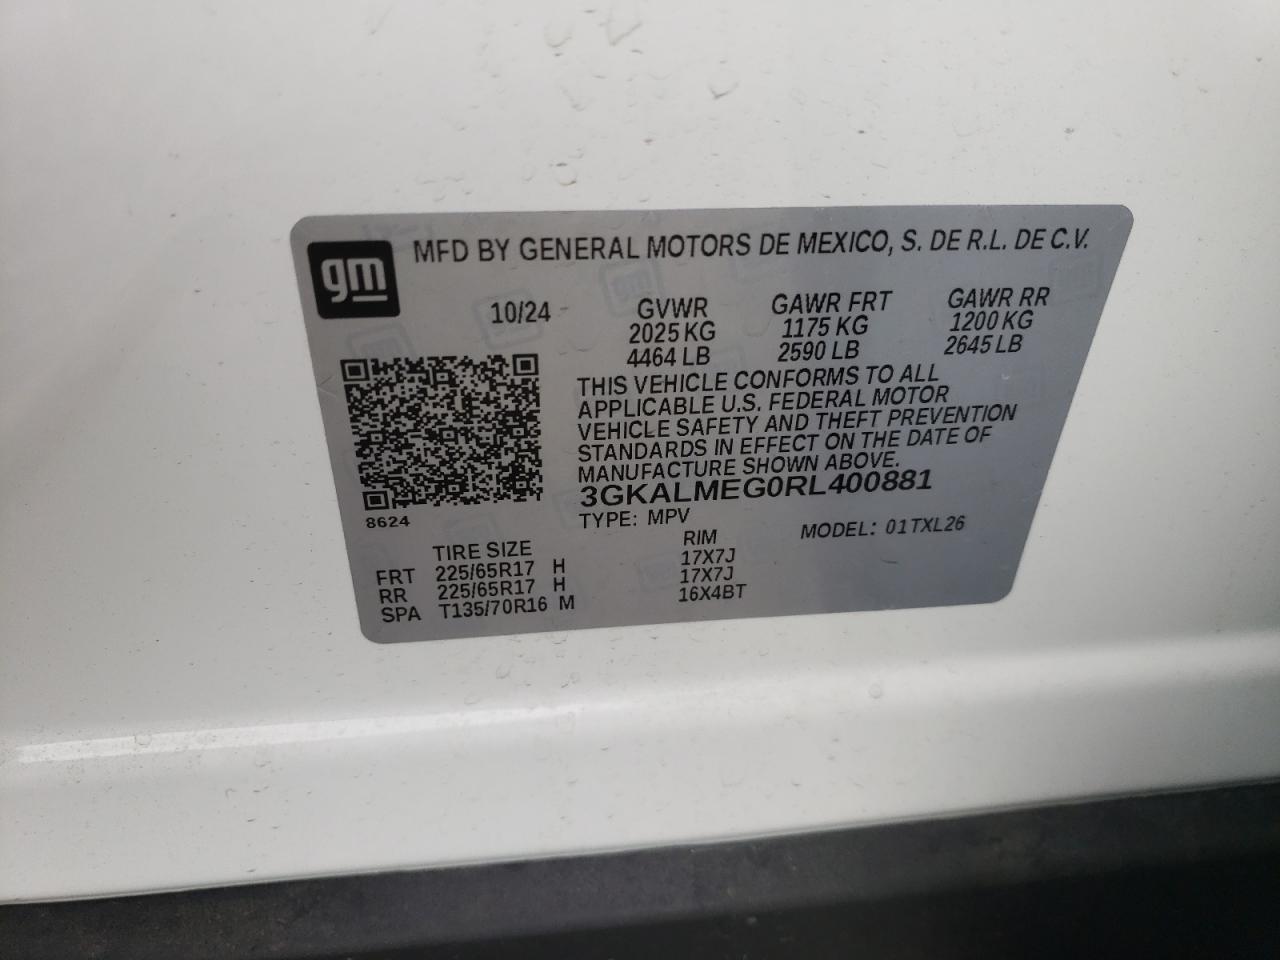 gm
MFD BY GENERAL MOTORS DE MEXICO, S. DE R.L. DE C.V.
10/24 GVWR GAWR FRT GAWR RR
2025 KG 1175 KG 1200 KG
4464 LB 2590 LB 2645 LB
THIS VEHICLE CONFORMS TO ALL
APPLICABLE U.S. FEDERAL MOTOR
VEHICLE SAFETY AND THEFT PREVENTION
STANDARDS IN EFFECT ON THE DATE OF
MANUFACTURE SHOWN ABOVE.
3GKALMEG0RL400881
8624
TYPE: MPV MODEL: 01TXL26
TIRE SIZE RIM
FRT 225/65R17 H 17X7J
RR 225/65R17 H 17X7J
SPA T135/70R16 M 16X4BT